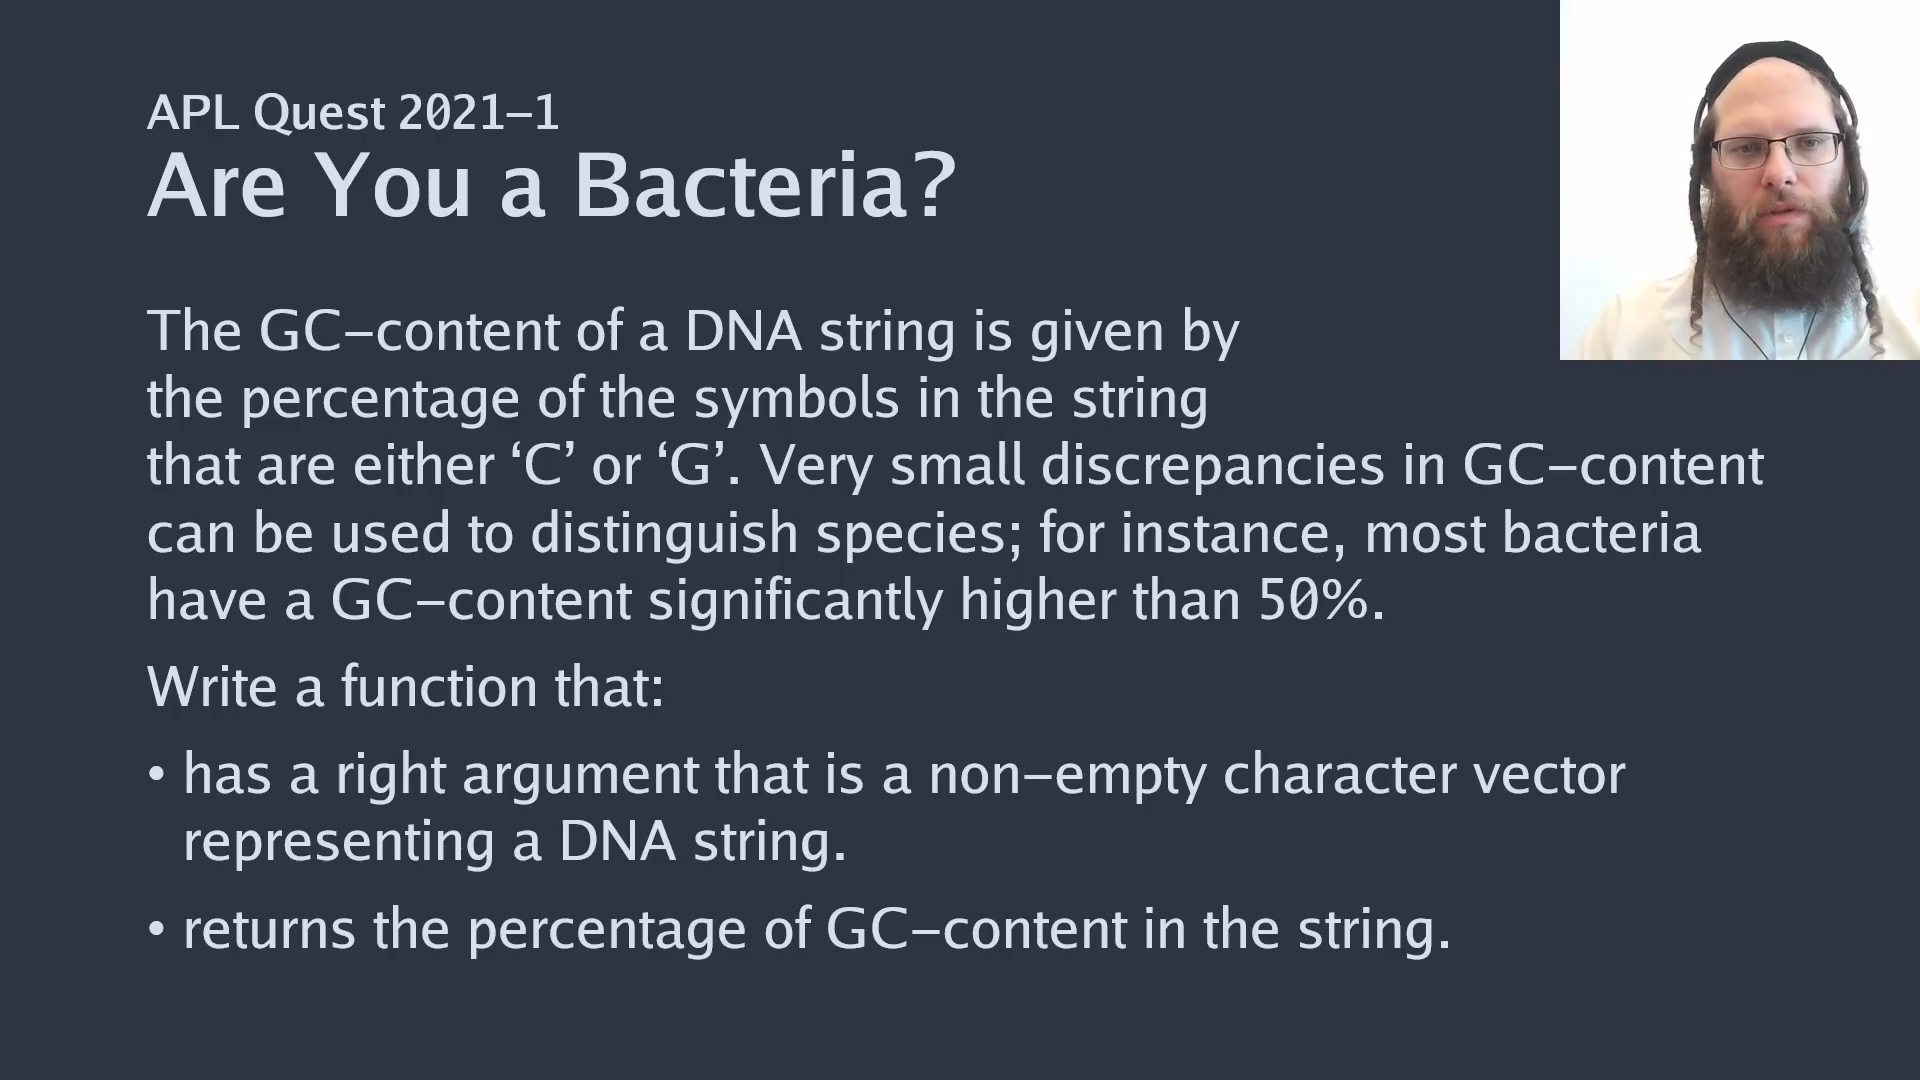 APL Quest 2021–1
Are You a Bacteria?
The GC–content of a DNA string is given by
the percentage of the symbols in the string
that are either ‘C’ or ‘G’. Very small discrepancies in GC–content
can be used to distinguish species; for instance, most bacteria
have a GC–content significantly higher than 50%.
Write a function that:
• has a right argument that is a non–empty character vector
representing a DNA string.
• returns the percentage of GC–content in the string.